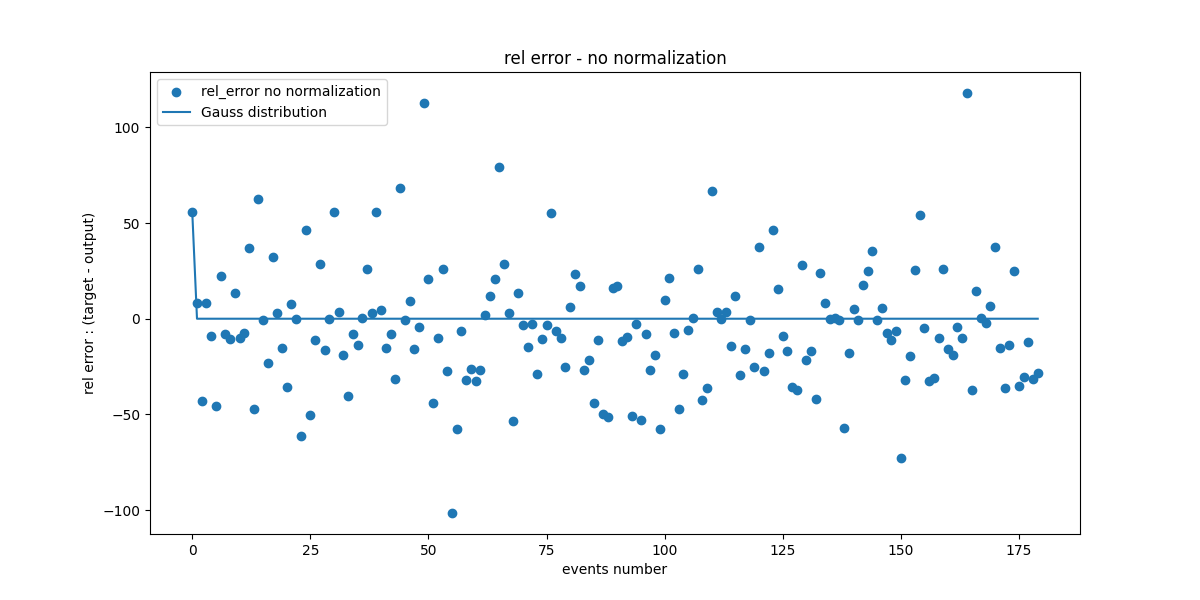 rel error - no normalization
rel_error no normalization
Gauss distribution
rel error : (target - output)
100
50
0
−50
−100
0 25 50 75 100 125 150 175
events number